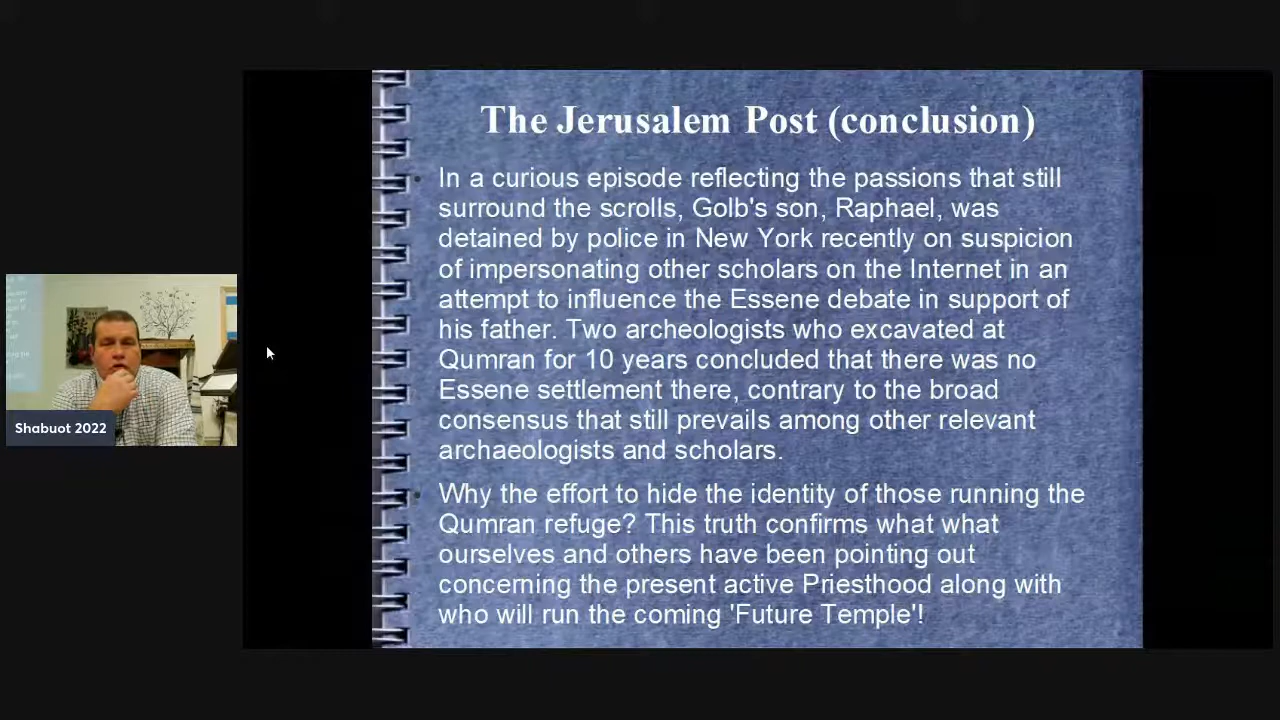 The Jerusalem Post (conclusion)
In a curious episode reflecting the passions that still
surround the scrolls, Golb's son, Raphael, was
detained by police in New York recently on suspicion
of impersonating other scholars on the Internet in an
attempt to influence the Essene debate in support of
his father. Two archeologists who excavated at
Qumran for 10 years concluded that there was no
Essene settlement there, contrary to the broad
consensus that still prevails among other relevant
archaeologists and scholars.
Why the effort to hide the identity of those running the
Qumran refuge? This truth confirms what what
ourselves and others have been pointing out
concerning the present active Priesthood along with
who will run the coming 'Future Temple'!
Shabuot 2022